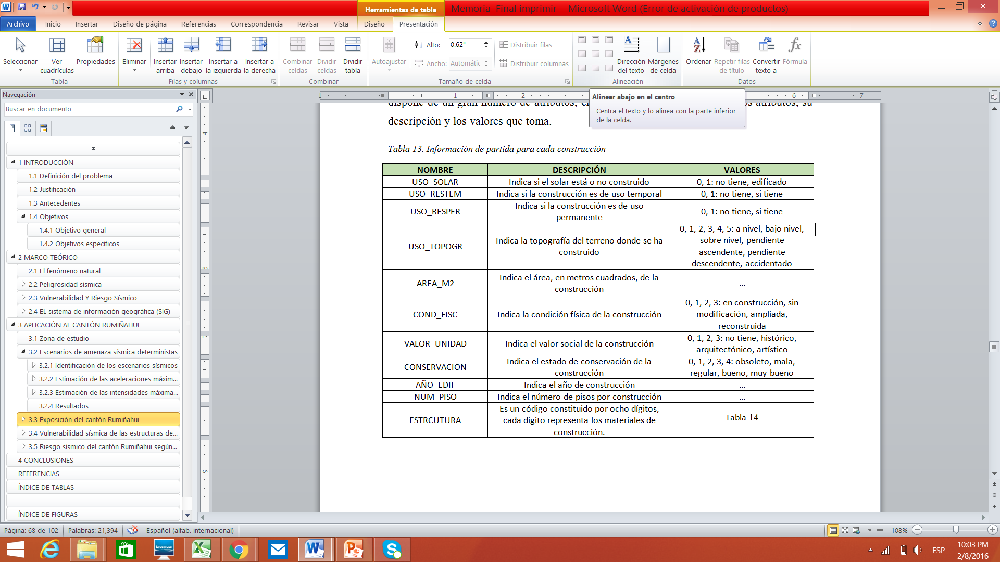 Herramientas de tabla
Memoria Final imprimir - Microsoft Word (Error de activación de productos)
Archivo
Inicio
Insertar
Diseño de página
Referencias
Correspondencia
Revisar
Vista
Diseño
Presentación
Seleccionar
Ver cuadrículas
Propiedades
Tabla
Eliminar
Insertar arriba
Insertar debajo
Insertar a la izquierda
Insertar a la derecha
Filas y columnas
Combinar celdas
Dividir celdas
Dividir tabla
Combinar
Autoajustar
Alto: 0.62"
Ancho: Automátic
Distribuir filas
Distribuir columnas
Tamaño de celda
Dirección del texto
Márgenes de celda
Alineación
Ordenar
Repetir filas de título
Convertir texto a
Fórmula
Datos
Alinear abajo en el centro
Centra el texto y lo alinea con la parte inferior
de la celda.
Navegación
Buscar en documento
1 INTRODUCCIÓN
1.1 Definición del problema
1.2 Justificación
1.3 Antecedentes
1.4 Objetivos
1.4.1 Objetivo general
1.4.2 Objetivos específicos
2 MARCO TEÓRICO
2.1 El fenómeno natural
2.2 Peligrosidad sísmica
2.3 Vulnerabilidad Y Riesgo Sísmico
2.4 EL sistema de información geográfica (SIG)
3 APLICACIÓN AL CANTÓN RUMIÑAHUI
3.1 Zona de estudio
3.2 Escenarios de amenaza sísmica deterministas
3.2.1 Identificación de los escenarios sísmicos
3.2.2 Estimación de las aceleraciones máxim...
3.2.3 Estimación de las intensidades máxima...
3.2.4 Resultados
3.3 Exposición del cantón Rumiñahui
3.4 Vulnerabilidad sísmica de las estructuras de...
3.5 Riesgo sísmico del cantón Rumiñahui según...
4 CONCLUSIONES
REFERENCIAS
ÍNDICE DE TABLAS
ÍNDICE DE FIGURAS
dispone de un gran número de atributos, os atributos, su
descripción y los valores que toma.
Tabla 13. Información de partida para cada construcción
NOMBRE DESCRIPCIÓN VALORES
USO_SOLAR Indica si el solar está o no construido 0, 1: no tiene, edificado
USO_RESTEM Indica si la construcción es de uso temporal 0, 1: no tiene, si tiene
USO_RESPER Indica si la construcción es de uso permanente 0, 1: no tiene, si tiene
USO_TOPOGR Indica la topografía del terreno donde se ha construido 0, 1, 2, 3, 4, 5: a nivel, bajo nivel, sobre nivel, pendiente ascendente, pendiente descendente, accidentado
AREA_M2 Indica el área, en metros cuadrados, de la construcción ...
COND_FISC Indica la condición física de la construcción 0, 1, 2, 3: en construcción, sin modificación, ampliada, reconstruida
VALOR_UNIDAD Indica el valor social de la construcción 0, 1, 2, 3: no tiene, histórico, arquitectónico, artístico
CONSERVACION Indica el estado de conservación de la construcción 0, 1, 2, 3, 4: obsoleto, mala, regular, bueno, muy bueno
AÑO_EDIF Indica el año de construcción ...
NUM_PISO Indica el número de pisos por construcción ...
ESTRCUTURA Es un código constituido por ocho dígitos, cada digito representa los materiales de construcción. Tabla 14
Página: 68 de 102
Palabras: 21,394
Español (alfab. internacional)
108%
ESP
10:03 PM
2/8/2016